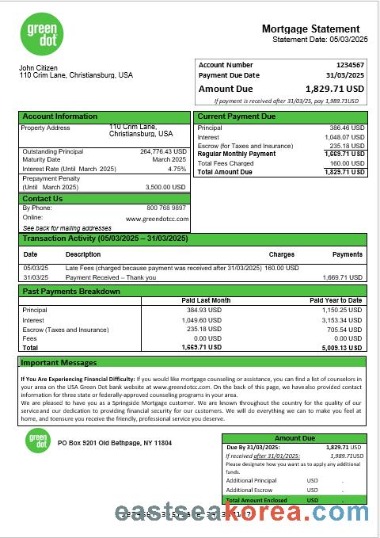 green dot
Mortgage Statement
Statement Date: 05/03/2025
John Citizen
110 Crim Lane, Christiansburg, USA
Account Number 1234567
Payment Due Date 31/03/2025
Amount Due 1,829.71 USD
If payment is received after 31/03/25, pay 1,989.71USD
Account Information
Property Address 110 Crim Lane, Christiansburg, USA
Outstanding Principal 264,776.43 USD
Maturity Date March 2025
Interest Rate (Until March 2025) 4.75%
Prepayment Penalty
(Until March 2025) 3,500.00 USD
Contact Us
By Phone: 800 768 9897
Online: www.greendotcc.com
See back for mailing addresses
Current Payment Due
Principal 386.46 USD
Interest 1,048.07 USD
Escrow (for Taxes and Insurance) 235.18 USD
Regular Monthly Payment 1,669.71 USD
Total Fees Charged 160.00 USD
Total Amount Due 1,829.71 USD
Transaction Activity (05/03/2025 – 31/03/2025)
Date Description Charges Payments
05/03/25 Late Fees (charged because payment was received after 31/03/2025) 160.00 USD
31/03/25 Payment Received – Thank you 1,669.71 USD
Past Payments Breakdown
Paid Last Month Paid Year to Date
Principal 384.93 USD 1,150.25 USD
Interest 1,049.60 USD 3,153.34 USD
Escrow (Taxes and Insurance) 235.18 USD 705.54 USD
Fees 0.00 USD 0.00 USD
Total 1,669.71 USD 5,009.13 USD
Important Messages
If You Are Experiencing Financial Difficulty: If you would like mortgage counseling or assistance, you can find a list of counselors in
your area on the USA Green Dot bank website at www.greendotcc.com. On the back of this page, we havealso provided contact
information for these state or federally-approved counseling programs in your area.
We are pleased to have you as a Springside Mortgage customer. We are known throughout the country for the quality of our
serviceand our dedication to providing financial security for our customers. We will do everything we can to make you feel at
home, and toensure you receive the friendly, professional service you deserve.
green dot
PO Box 5201 Old Bethpage, NY 11804
Amount Due
Due By 31/03/2025: 1,829.71 USD
If received after 31/03/2025: 1,989.71 USD
Please designate how you want us to apply any additional
funds.
Additional Principal USD .
Additional Escrow USD .
Total Amount Enclosed USD .
eastseakorea.com